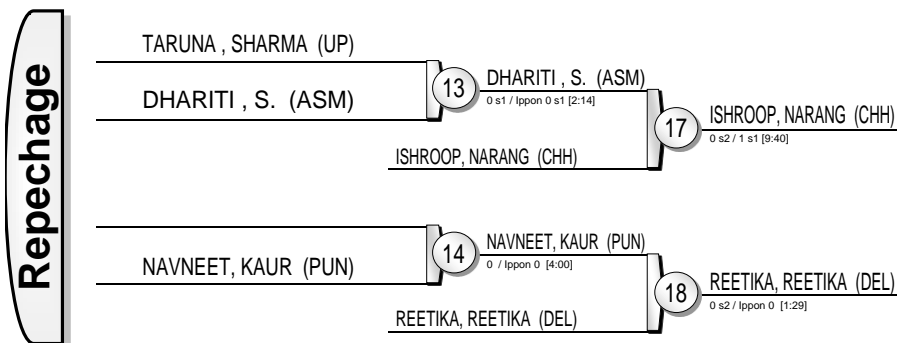 Repechage
TARUNA , SHARMA (UP)
DHARITI , S. (ASM)
13
DHARITI , S. (ASM)
0 s1 / Ippon 0 s1 [2:14]
ISHROOP, NARANG (CHH)
17
ISHROOP, NARANG (CHH)
0 s2 / 1 s1 [9:40]
NAVNEET, KAUR (PUN)
14
NAVNEET, KAUR (PUN)
0 / Ippon 0 [4:00]
REETIKA, REETIKA (DEL)
18
REETIKA, REETIKA (DEL)
0 s2 / Ippon 0 [1:29]